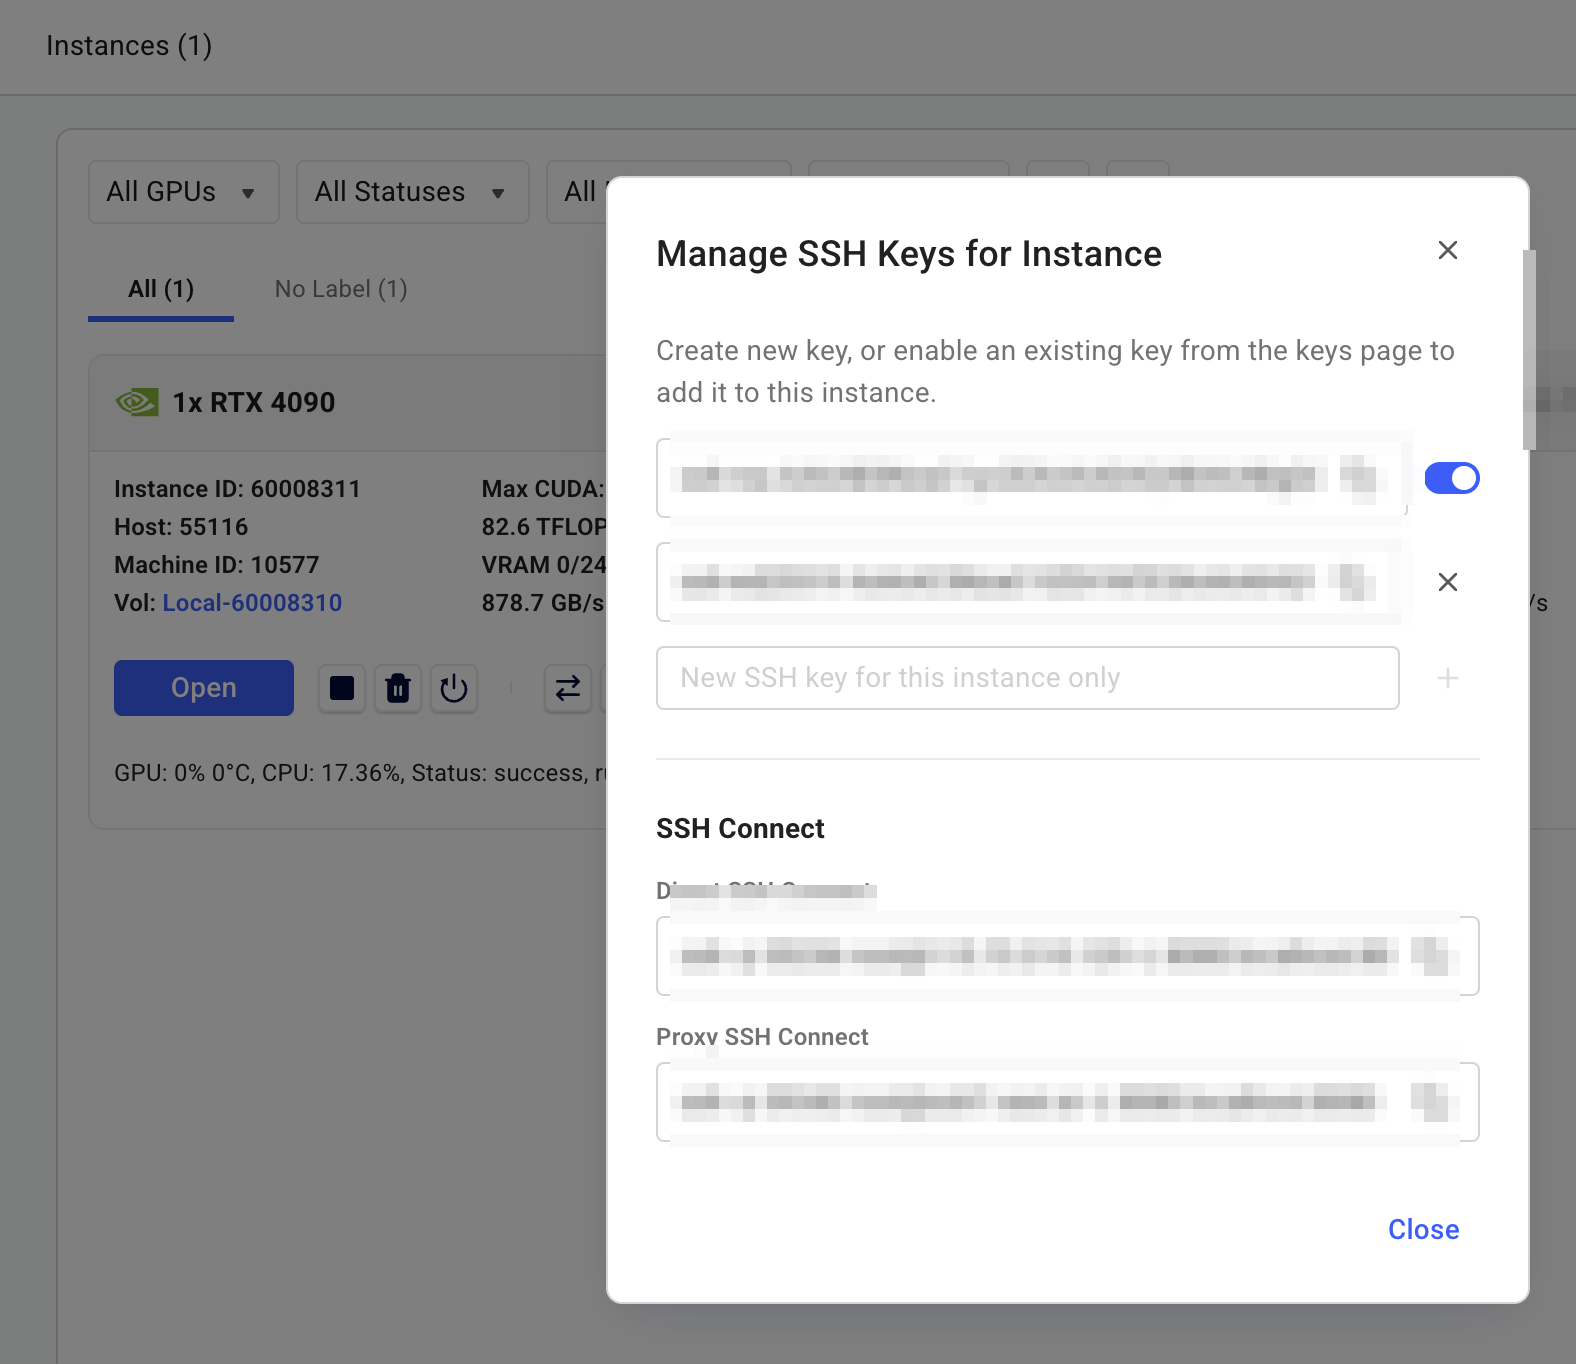 Instances (1)
All GPUs
All Statuses
All
All (1)
No Label (1)
1x RTX 4090
Instance ID: 60008311
Max CUDA:
Host: 55116
82.6 TFLOP
Machine ID: 10577
VRAM 0/24
Vol: Local-60008310
878.7 GB/s
/s
Open
GPU: 0% 0°C, CPU: 17.36%, Status: success,
Manage SSH Keys for Instance
Create new key, or enable an existing key from the keys page to
add it to this instance.
New SSH key for this instance only
SSH Connect
Direct SSH Connect
Proxy SSH Connect
Close